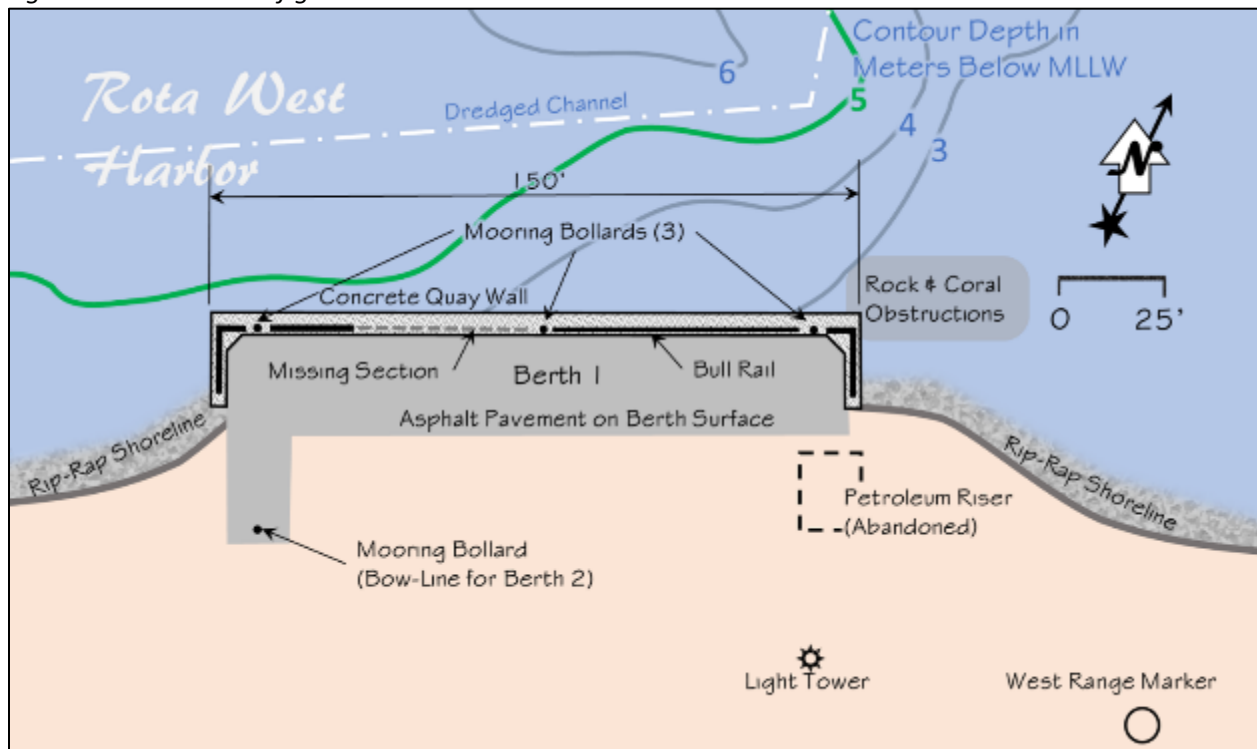 Contour Depth in
Meters Below MLLW
Rota West
Harbor
6
Dredged Channel
5
4
3
N
150'
Mooring Bollards (3)
Concrete Quay Wall
Rock & Coral
Obstructions
0 25'
Missing Section
Berth 1
Bull Rail
Asphalt Pavement on Berth Surface
Rip-Rap Shoreline
Rip-Rap Shoreline
Petroleum Riser
(Abandoned)
Mooring Bollard
(Bow-Line for Berth 2)
Light Tower
West Range Marker